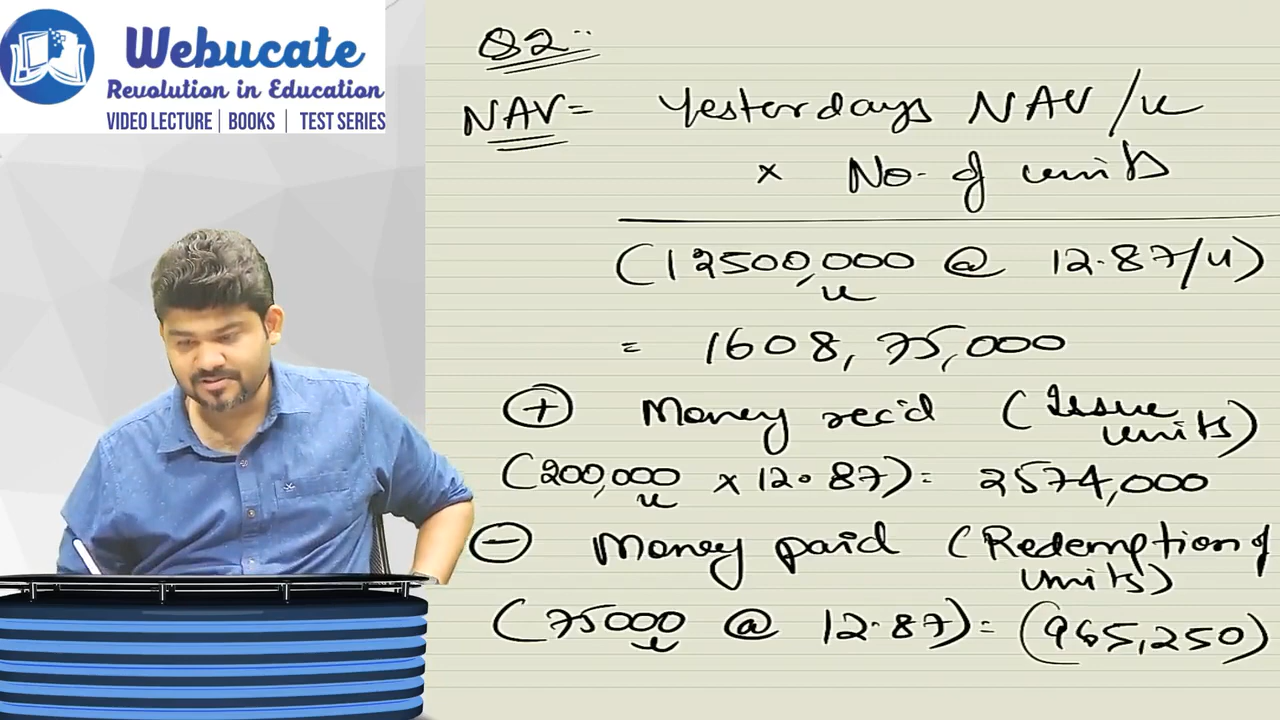 Webucate
Revolution in Education
VIDEO LECTURE | BOOKS | TEST SERIES
Q2:
NAV = Yesterdays NAV/u
× No. of units
(12500,000 u @ 12.87/u)
= 1608,75,000
+ Money rec'd (Issue units)
(200,000 u × 12.87) = 2574,000
- Money paid (Redemption of units)
(75000 u @ 12.87) = (965,250)